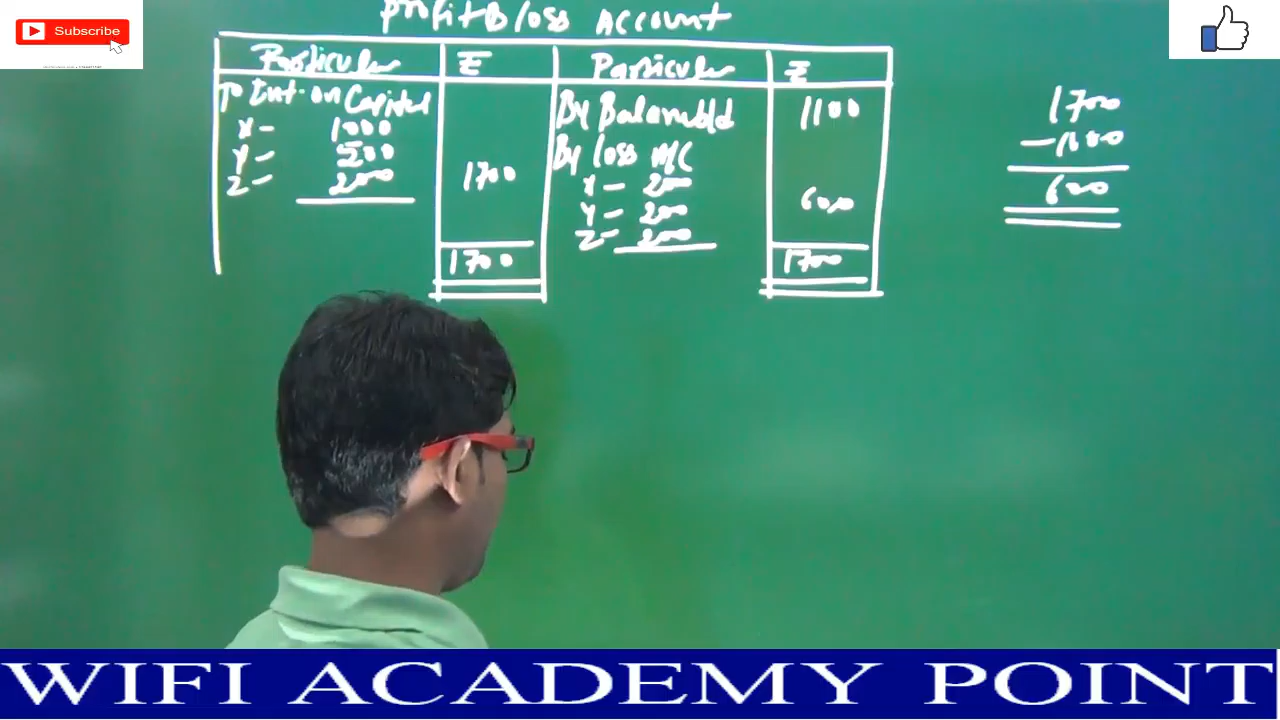 Subscribe
Profit & loss Account
Particular ₹ Particular ₹
To Int. on Capital By Balance b/d 1100
X - 1000 By loss A/C
Y - 500
Z - 200 1700 X - 200
Y - 200 600
Z - 200
1700 1700
1700
- 1100
600
WIFI ACADEMY POINT